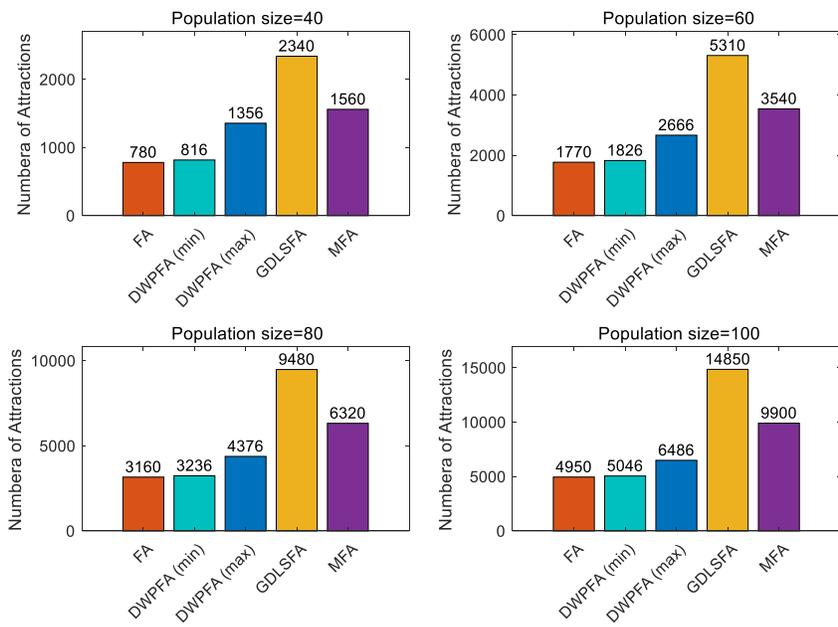 Population size=40
Numbera of Attractions
2000
1000
0
780
816
1356
2340
1560
FA
DWPFA (min)
DWPFA (max)
GDLSFA
MFA
Population size=60
Numbera of Attractions
6000
4000
2000
0
1770
1826
2666
5310
3540
FA
DWPFA (min)
DWPFA (max)
GDLSFA
MFA
Population size=80
Numbera of Attractions
10000
5000
0
3160
3236
4376
9480
6320
FA
DWPFA (min)
DWPFA (max)
GDLSFA
MFA
Population size=100
Numbera of Attractions
15000
10000
5000
0
4950
5046
6486
14850
9900
FA
DWPFA (min)
DWPFA (max)
GDLSFA
MFA